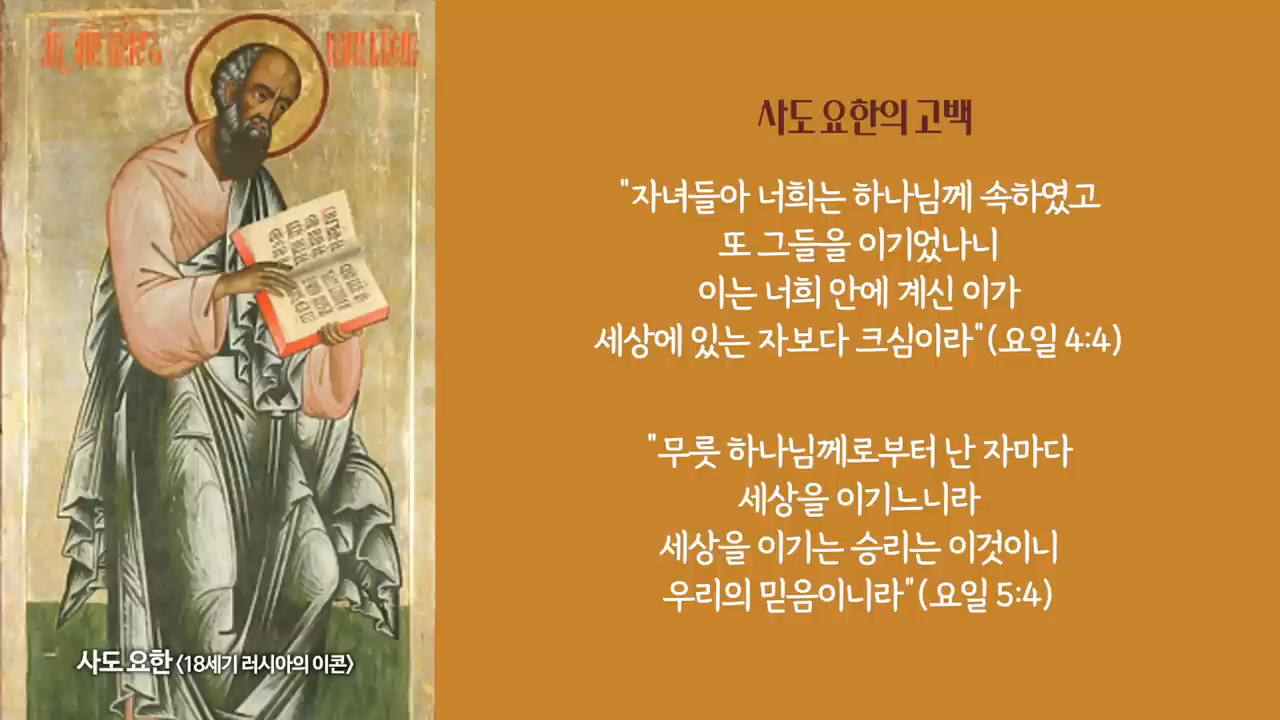 사도 요한의 고백
"자녀들아 너희는 하나님께 속하였고
또 그들을 이기었나니
이는 너희 안에 계신 이가
세상에 있는 자보다 크심이라"(요일 4:4)
"무릇 하나님께로부터 난 자마다
세상을 이기느니라
세상을 이기는 승리는 이것이니
우리의 믿음이니라"(요일 5:4)
사도 요한 〈18세기 러시아의 이콘〉